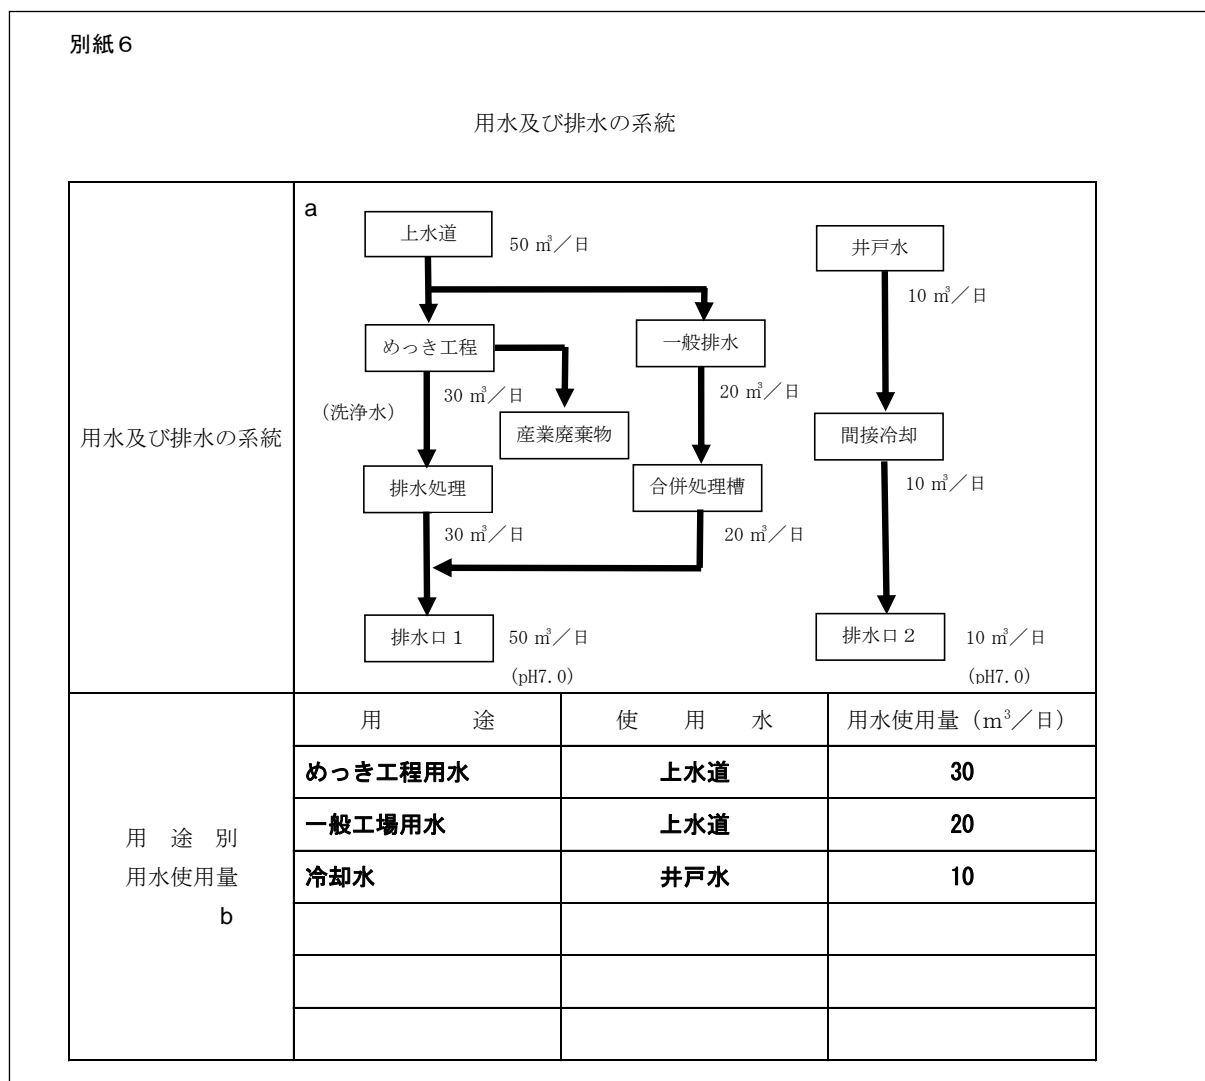 別紙６
用水及び排水の系統
用水及び排水の系統
a
上水道
50 ㎥／日
井戸水
10 ㎥／日
めっき工程
一般排水
30 ㎥／日
20 ㎥／日
（洗浄水）
産業廃棄物
間接冷却
排水処理
合併処理槽
10 ㎥／日
30 ㎥／日
20 ㎥／日
排水口１
50 ㎥／日
(pH7.0)
排水口２
10 ㎥／日
(pH7.0)
用途別
用水使用量
b
用途 使用水 用水使用量（m³／日）
めっき工程用水 上水道 30
一般工場用水 上水道 20
冷却水 井戸水 10